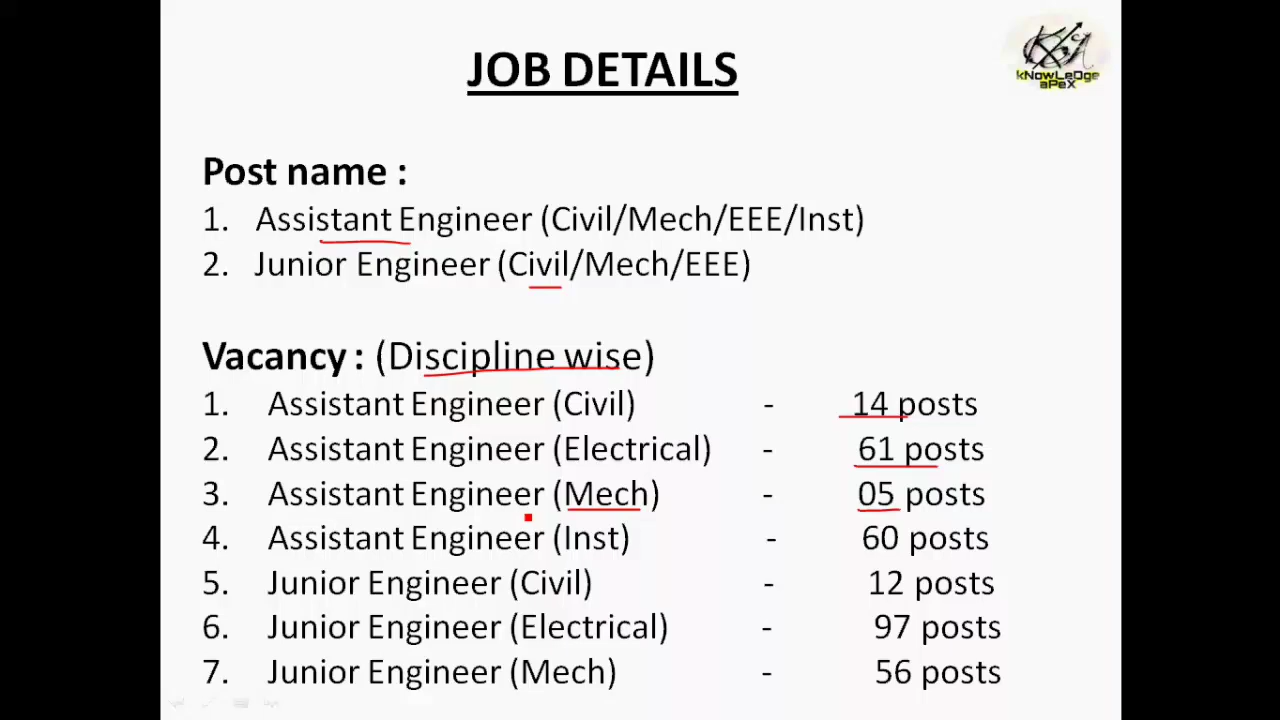 JOB DETAILS
kNowLeDge
aPeX
Post name :
1. Assistant Engineer (Civil/Mech/EEE/Inst)
2. Junior Engineer (Civil/Mech/EEE)
Vacancy : (Discipline wise)
1. Assistant Engineer (Civil) - 14 posts
2. Assistant Engineer (Electrical) - 61 posts
3. Assistant Engineer (Mech) - 05 posts
4. Assistant Engineer (Inst) - 60 posts
5. Junior Engineer (Civil) - 12 posts
6. Junior Engineer (Electrical) - 97 posts
7. Junior Engineer (Mech) - 56 posts